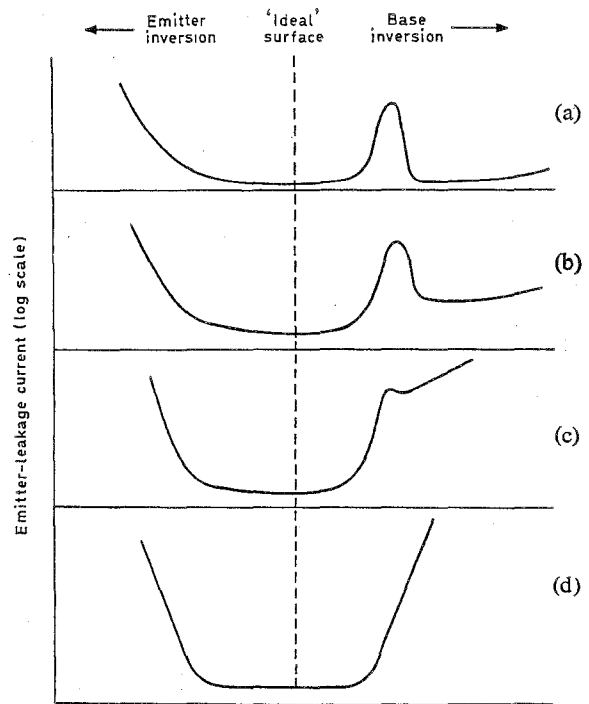 Emitter inversion
'Ideal' surface
Base inversion
(a)
(b)
(c)
(d)
Emitter-leakage current (log scale)